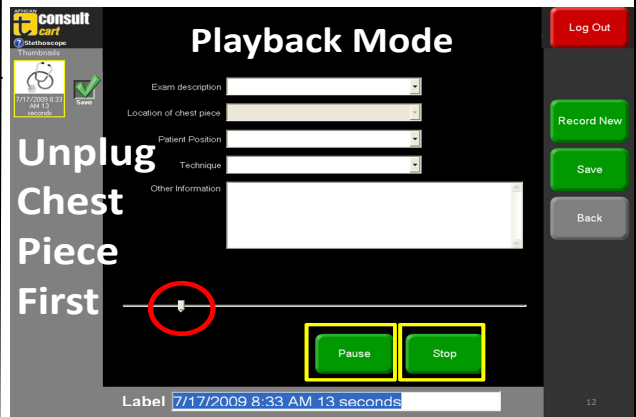 AFHCAN
consult
cart
Stethoscope
Thumbnails
7/17/2009 8:33
AM 13
seconds
Save
Playback Mode
Exam description
Location of chest piece
Patient Position
Technique
Other Information
Unplug
Chest
Piece
First
Pause
Stop
Label 7/17/2009 8:33 AM 13 seconds
Log Out
Record New
Save
Back
12